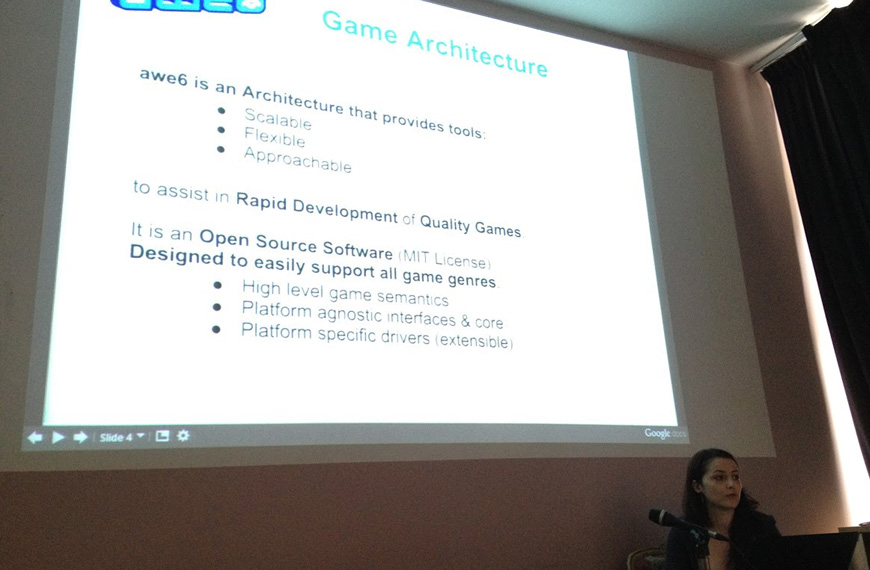 Game Architecture
awe6 is an Architecture that provides tools:
Scalable
Flexible
Approachable
to assist in Rapid Development of Quality Games
It is an Open Source Software (MIT License)
Designed to easily support all game genres.
High level game semantics
Platform agnostic interfaces & core
Platform specific drivers (extensible)
Slide 4
Google docs